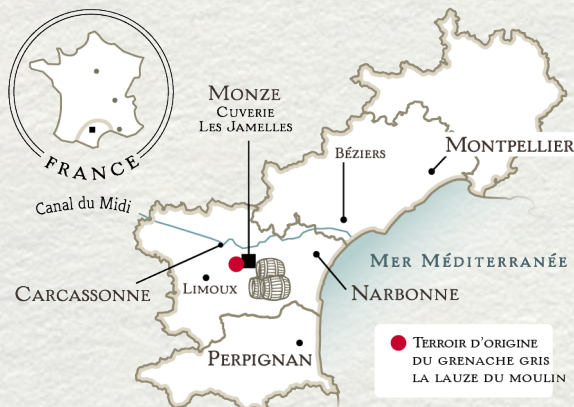 FRANCE
Canal du Midi
MONZE
CUVERIE
LES JAMELLES
BÉZIERS
MONTPELLIER
MER MÉDITERRANÉE
CARCASSONNE
LIMOUX
NARBONNE
PERPIGNAN
TERROIR D'ORIGINE
DU GRENACHE GRIS
LA LAUZE DU MOULIN